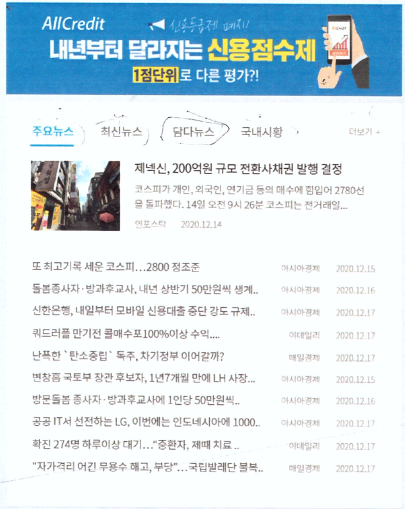 AllCredit 신용등급제 폐지!
내년부터 달라지는 신용점수제
1점단위로 다른 평가?!
주요뉴스 최신뉴스 담다뉴스 국내시황 > 더보기 +
제넥신, 200억원 규모 전환사채권 발행 결정
코스피가 개인, 외국인, 연기금 등의 매수에 힘입어 2780선
을 돌파했다. 14일 오전 9시 26분 코스피는 전거래일...
인포스탁 2020.12.14
또 최고기록 세운 코스피…2800 정조준 아시아경제 2020.12.15
돌봄종사자·방과후교사, 내년 상반기 50만원씩 생계.. 아시아경제 2020.12.16
신한은행, 내일부터 모바일 신용대출 중단 강도 규제.. 아시아경제 2020.12.17
쿼드러플 만기전 콜매수포100%이상 수익.... 이데일리 2020.12.17
난폭한 `탄소중립` 독주, 차기정부 이어갈까? 매일경제 2020.12.17
변창흠 국토부 장관 후보자, 1년7개월 만에 LH 사장... 아시아경제 2020.12.15
방문돌봄 종사자·방과후교사에 1인당 50만원씩.. 아시아경제 2020.12.17
공공 IT서 선전하는 LG, 이번에는 인도네시아에 1000.. 아시아경제 2020.12.17
확진 274명 하루이상 대기…"중환자, 제때 치료 .. 이데일리 2020.12.17
"자가격리 어긴 무용수 해고, 부당"…국립발레단 불복.. 매일경제 2020.12.17